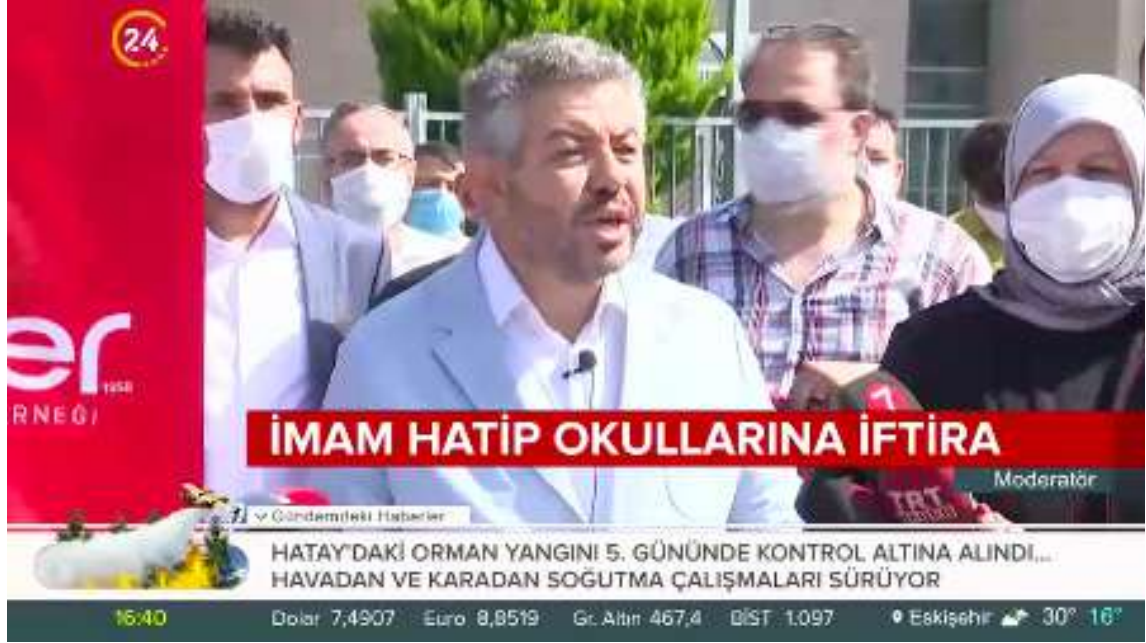 24
er
1958
RNEĞİ
İMAM HATİP OKULLARINA İFTİRA
Moderatör
7
TRT
Gündemdeki Haberler
HATAY'DAKİ ORMAN YANGINI 5. GÜNÜNDE KONTROL ALTINA ALINDI...
HAVADAN VE KARADAN SOĞUTMA ÇALIŞMALARI SÜRÜYOR
16:40 Dolar 7,4907 Euro 8,8519 Gr. Altın 467,4 BİST 1.097 Eskişehir 30° 16°